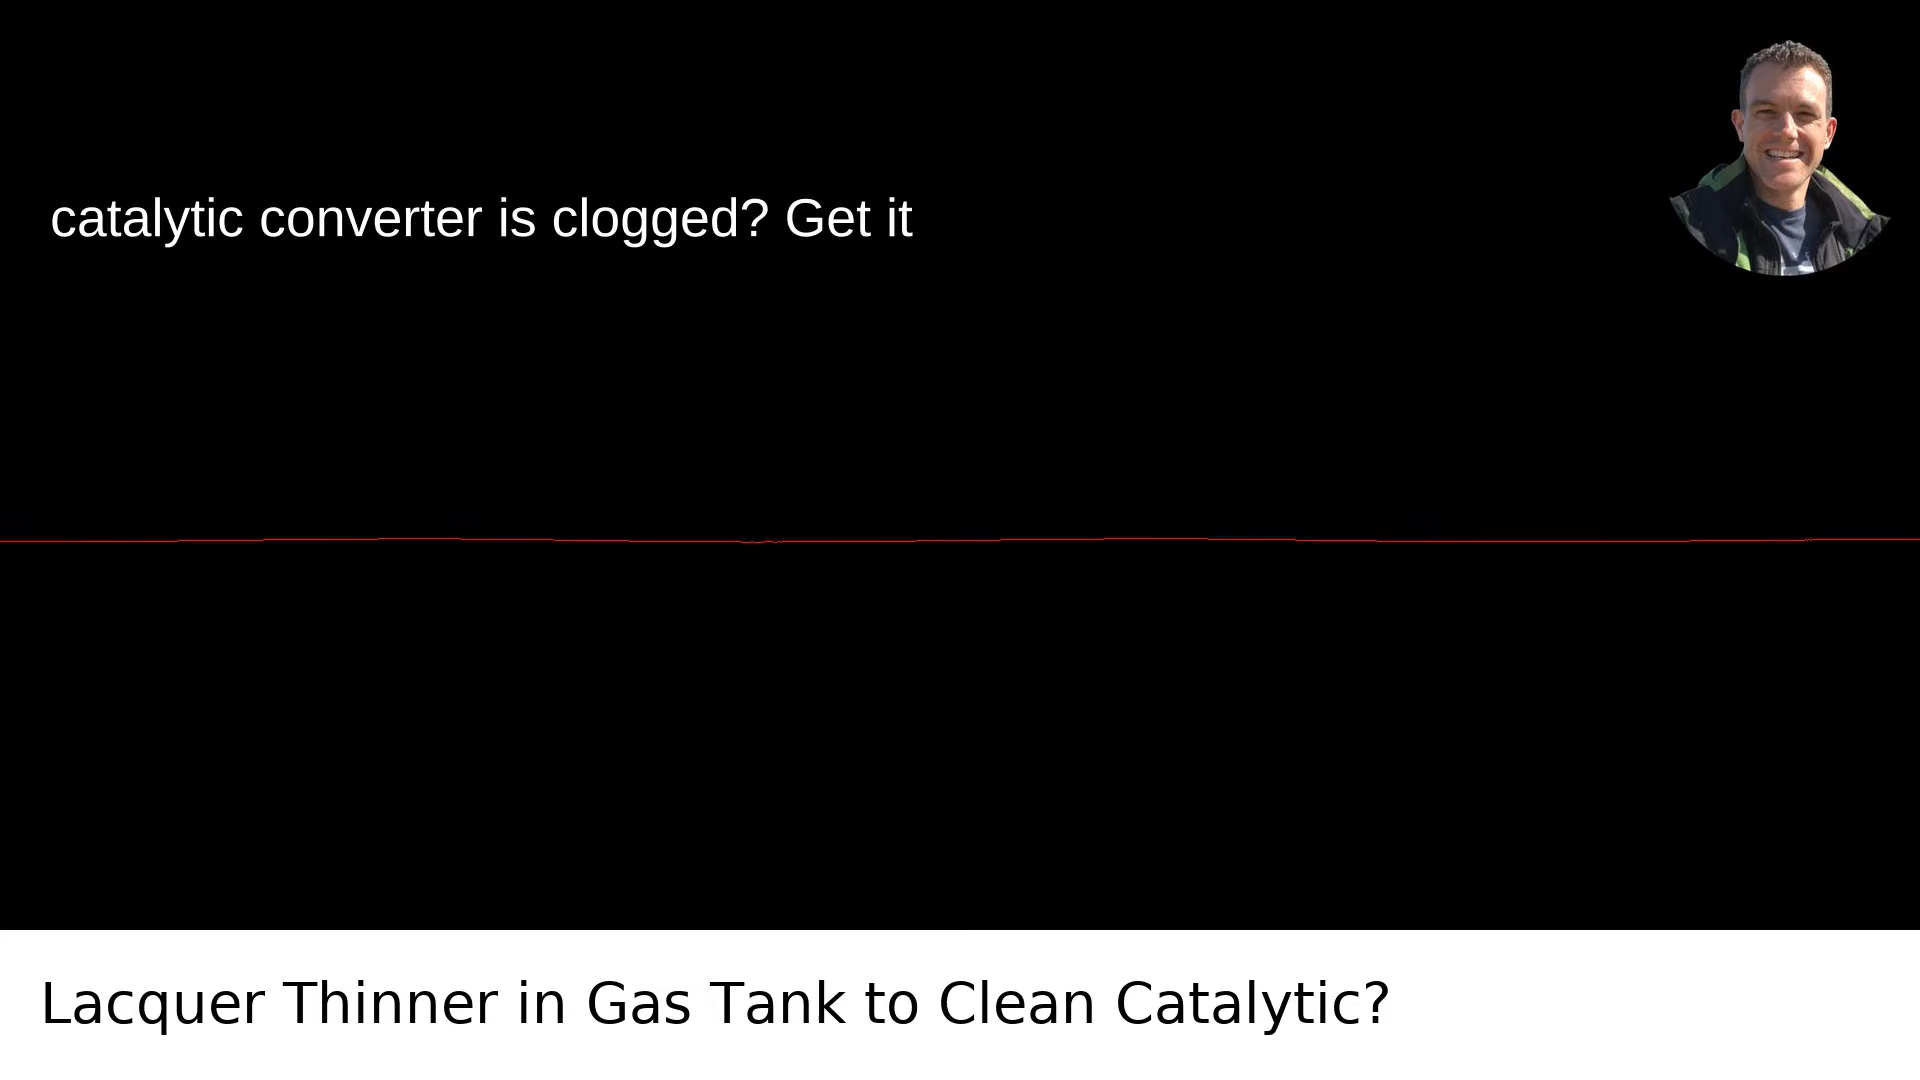 catalytic converter is clogged? Get it
Lacquer Thinner in Gas Tank to Clean Catalytic?